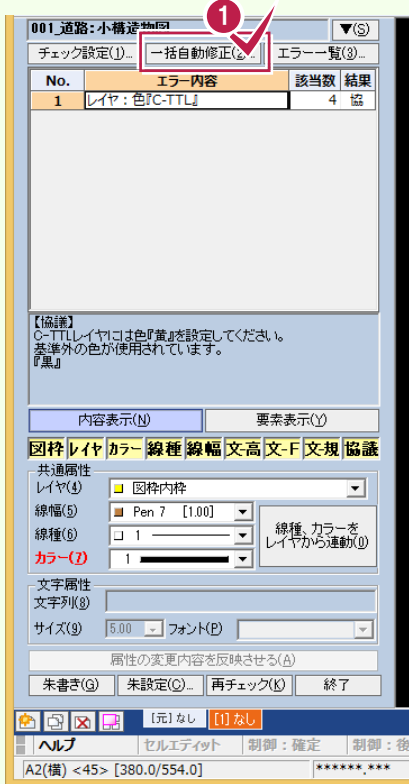 001_道路:小構造物図 ▼(S)
1
チェック設定(1)... 一括自動修正(2)... エラー一覧(3)...
No. エラー内容 該当数 結果
1 レイヤ：色『C-TTL』 4 協
【協議】
C-TTLレイヤには色『黄』を設定してください。
基準外の色が使用されています。
『黒』
内容表示(N) 要素表示(Y)
図枠 レイヤ カラー 線種 線幅 文-高 文-F 文-規 協議
共通属性
レイヤ(4) 図枠内枠
線幅(5) Pen 7 [1.00]
線種(6) 1
カラー(7) 1
線種、カラーを
レイヤから連動(0)
文字属性
文字列(8)
サイズ(9) 5.00 フォント(P)
属性の変更内容を反映させる(A)
朱書き(G) 朱設定(C)... 再チェック(K) 終了
[元]なし [1]なし
ヘルプ セルエディット 制御：確定 制御：後
A2(横) <45> [380.0/554.0] ******.***